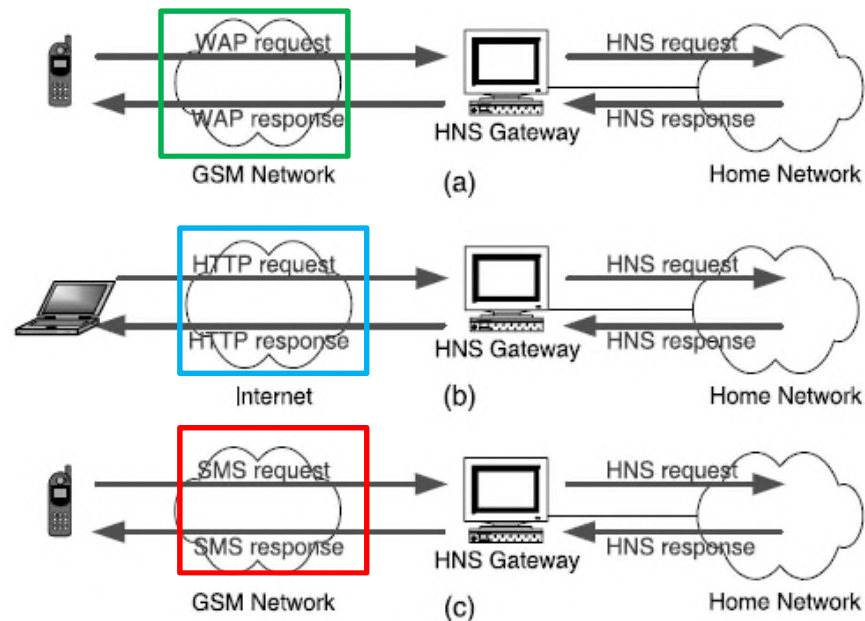 WAP request
HNS request
WAP response
HNS response
HNS Gateway
GSM Network
(a)
Home Network
HTTP request
HNS request
HTTP response
HNS response
HNS Gateway
Internet
(b)
Home Network
SMS request
HNS request
SMS response
HNS response
HNS Gateway
GSM Network
(c)
Home Network